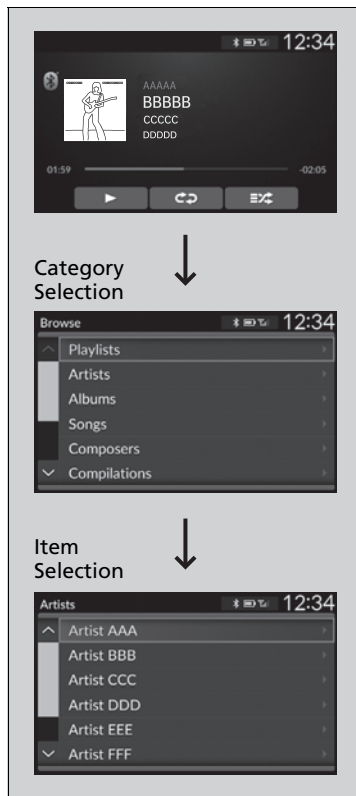 12:34
AAAAA
BBBBB
CCCCC
DDDDD
01:59 -02:05
Category
Selection
Browse 12:34
Playlists
Artists
Albums
Songs
Composers
Compilations
Item
Selection
Artists 12:34
Artist AAA
Artist BBB
Artist CCC
Artist DDD
Artist EEE
Artist FFF